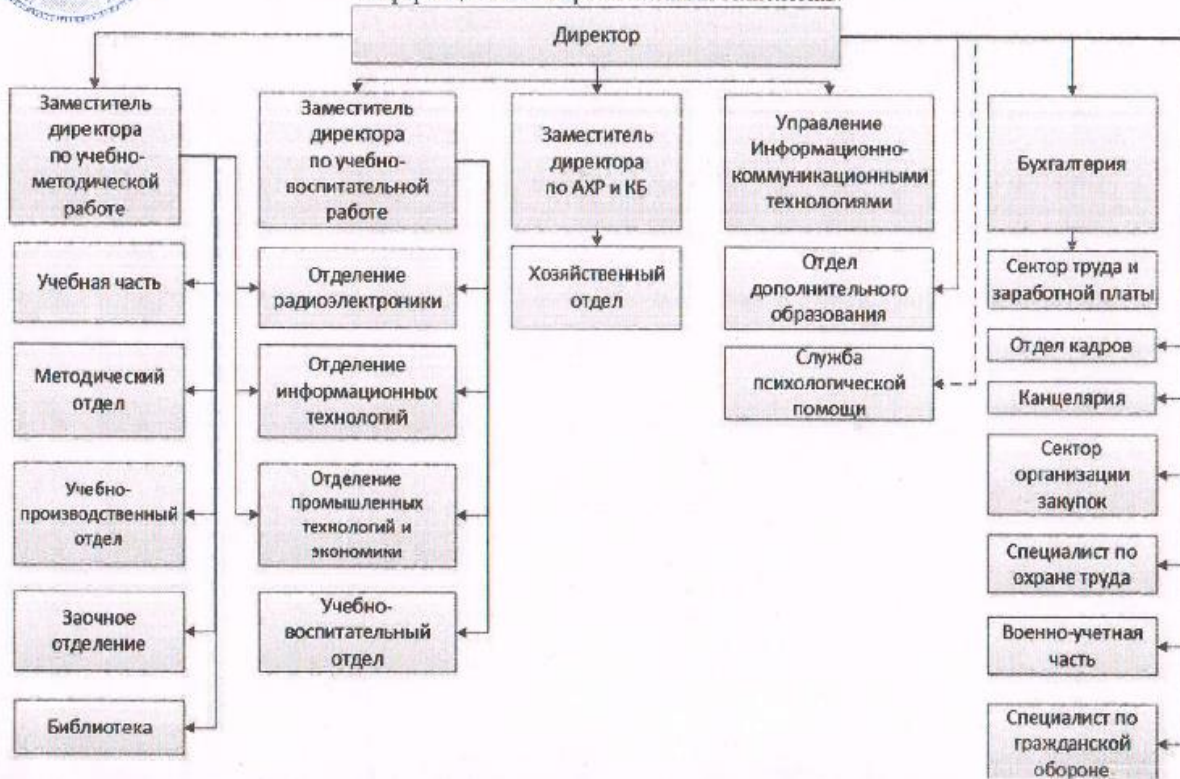 Директор
Заместитель
директора
по учебно-
методической
работе
Заместитель
директора
по учебно-
воспитательной
работе
Заместитель
директора
по АХР и КБ
Управление
Информационно-
коммуникационными
технологиями
Бухгалтерия
Учебная часть
Методический
отдел
Учебно-
производственный
отдел
Заочное
отделение
Библиотека
Отделение
радиоэлектроники
Отделение
информационных
технологий
Отделение
промышленных
технологий и
экономики
Учебно-
воспитательный
отдел
Хозяйственный
отдел
Отдел
дополнительного
образования
Служба
психологической
помощи
Сектор труда и
заработной платы
Отдел кадров
Канцелярия
Сектор
организации
закупок
Специалист по
охране труда
Военно-учетная
часть
Специалист по
гражданской
обороне